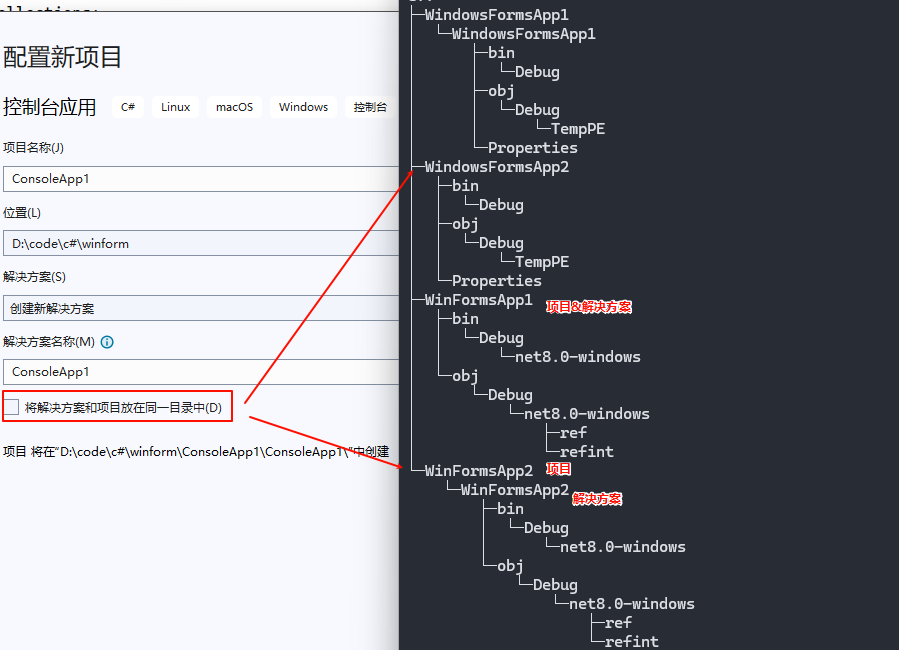 配置新项目
控制台应用 C# Linux macOS Windows 控制台
项目名称(J)
ConsoleApp1
位置(L)
D:\code\c#\winform
解决方案(S)
创建新解决方案
解决方案名称(M)
ConsoleApp1
将解决方案和项目放在同一目录中(D)
项目 将在"D:\code\c#\winform\ConsoleApp1\ConsoleApp1\"中创建
WindowsFormsApp1
WindowsFormsApp1
bin
Debug
obj
Debug
TempPE
Properties
WindowsFormsApp2
bin
Debug
obj
Debug
TempPE
Properties
WinFormsApp1 项目&解决方案
bin
Debug
net8.0-windows
obj
Debug
net8.0-windows
ref
refint
WinFormsApp2 项目
WinFormsApp2 解决方案
bin
Debug
net8.0-windows
obj
Debug
net8.0-windows
ref
refint